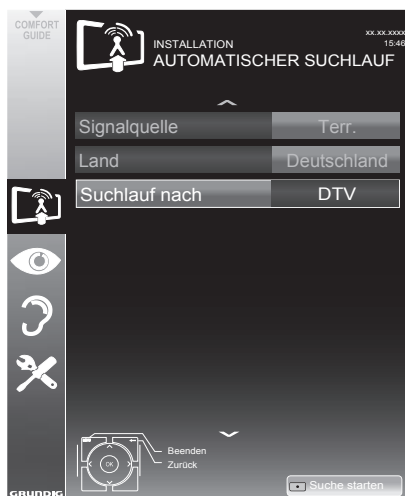 COMFORT
GUIDE
INSTALLATION
AUTOMATISCHER SUCHLAUF
xx.xx.xxxx
15:46
Signalquelle Terr.
Land Deutschland
Suchlauf nach DTV
OK
Beenden
Zurück
Suche starten
GRUNDIG